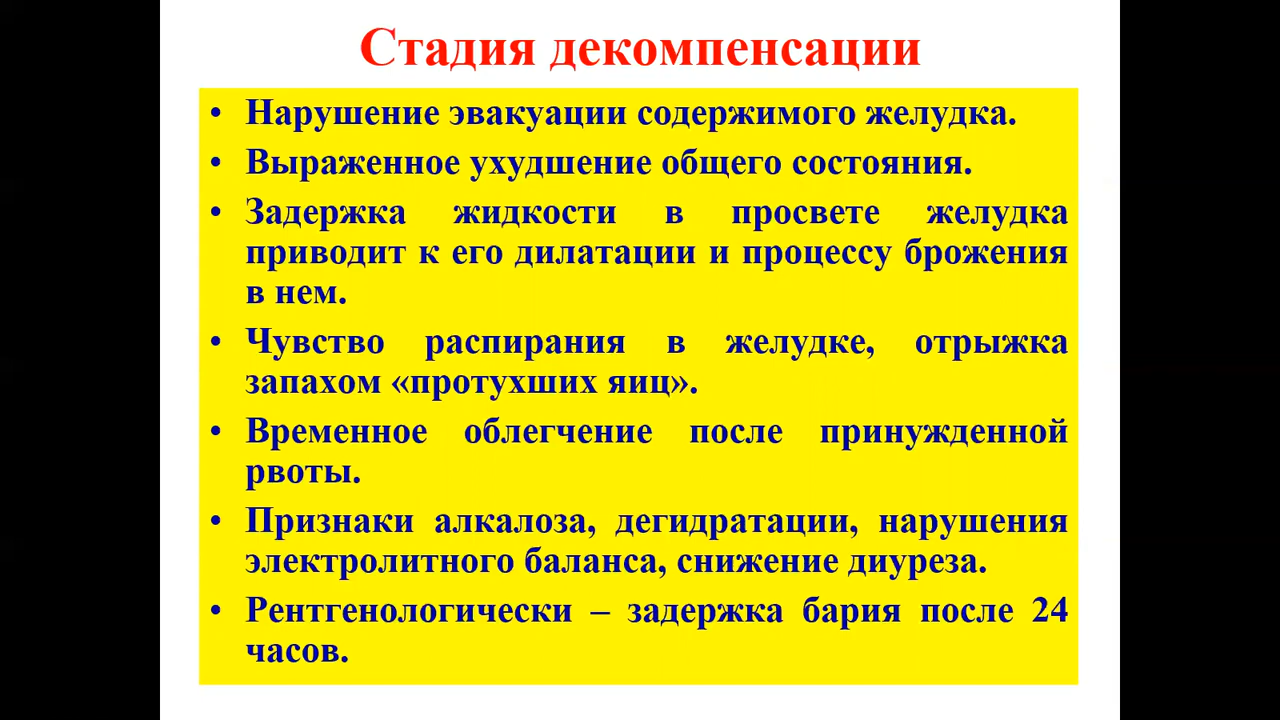 Стадия декомпенсации
• Нарушение эвакуации содержимого желудка.
• Выраженное ухудшение общего состояния.
• Задержка жидкости в просвете желудка
приводит к его дилатации и процессу брожения
в нем.
• Чувство распирания в желудке, отрыжка
запахом «протухших яиц».
• Временное облегчение после принужденной
рвоты.
• Признаки алкалоза, дегидратации, нарушения
электролитного баланса, снижение диуреза.
• Рентгенологически – задержка бария после 24
часов.